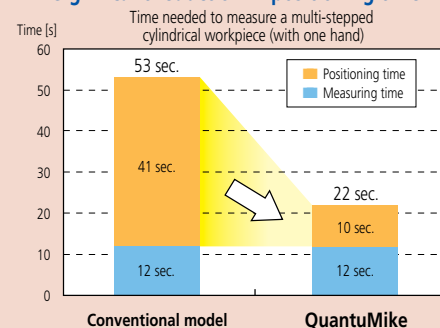 Time needed to measure a multi-stepped
Time [s]
cylindrical workpiece (with one hand)
60
50
40
30
20
10
0
53 sec.
41 sec.
12 sec.
Positioning time
Measuring time
22 sec.
10 sec.
12 sec.
Conventional model
QuantuMike